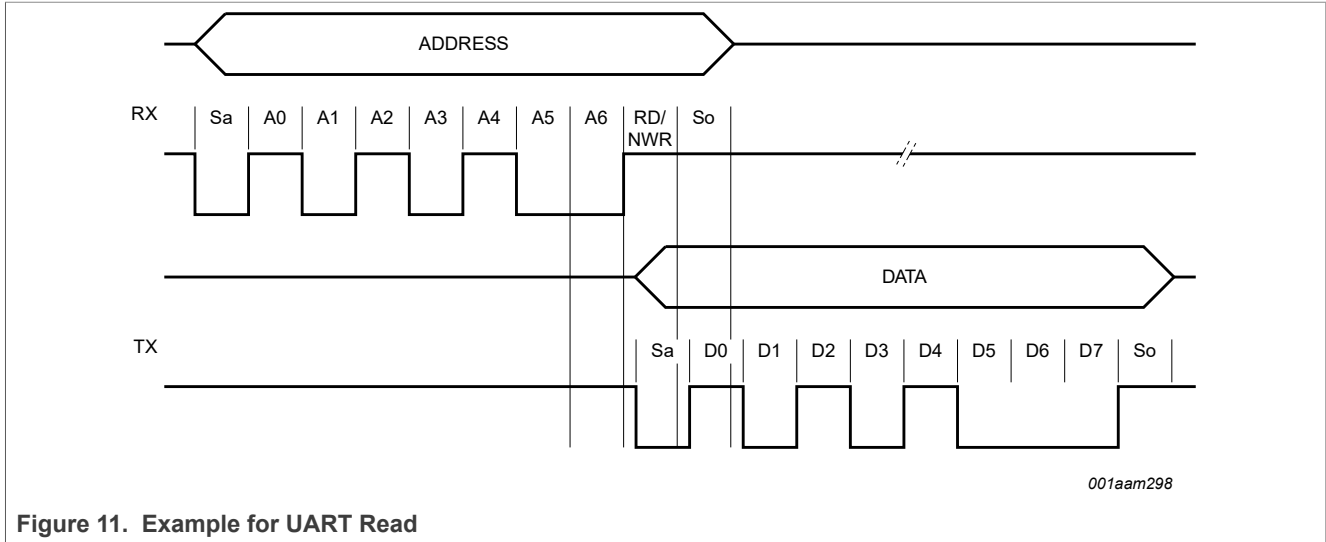 ADDRESS
RX Sa A0 A1 A2 A3 A4 A5 A6 RD/ So
NWR
DATA
TX Sa D0 D1 D2 D3 D4 D5 D6 D7 So
001aam298
Figure 11. Example for UART Read